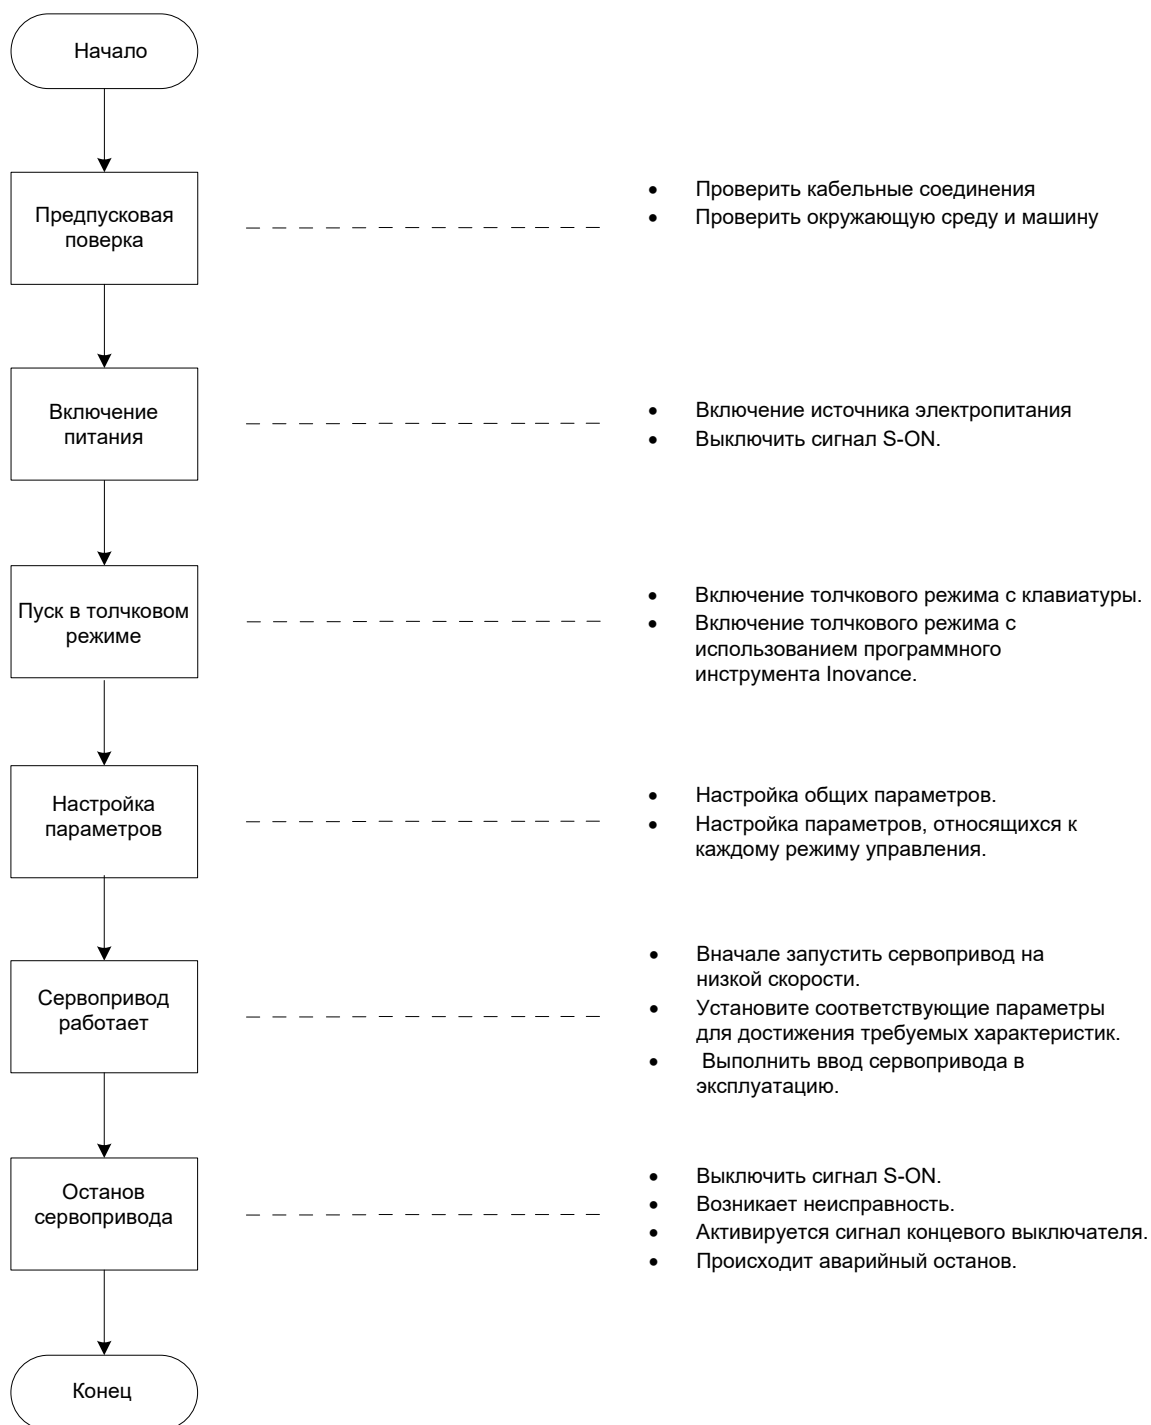 Начало
Предпусковая
поверка
• Проверить кабельные соединения
• Проверить окружающую среду и машину
Включение
питания
• Включение источника электропитания
• Выключить сигнал S-ON.
Пуск в толчковом
режиме
• Включение толчкового режима с клавиатуры.
• Включение толчкового режима с
использованием программного
инструмента Inovance.
Настройка
параметров
• Настройка общих параметров.
• Настройка параметров, относящихся к
каждому режиму управления.
Сервопривод
работает
• Вначале запустить сервопривод на
низкой скорости.
• Установите соответствующие параметры
для достижения требуемых характеристик.
• Выполнить ввод сервопривода в
эксплуатацию.
Останов
сервопривода
• Выключить сигнал S-ON.
• Возникает неисправность.
• Активируется сигнал концевого выключателя.
• Происходит аварийный останов.
Конец